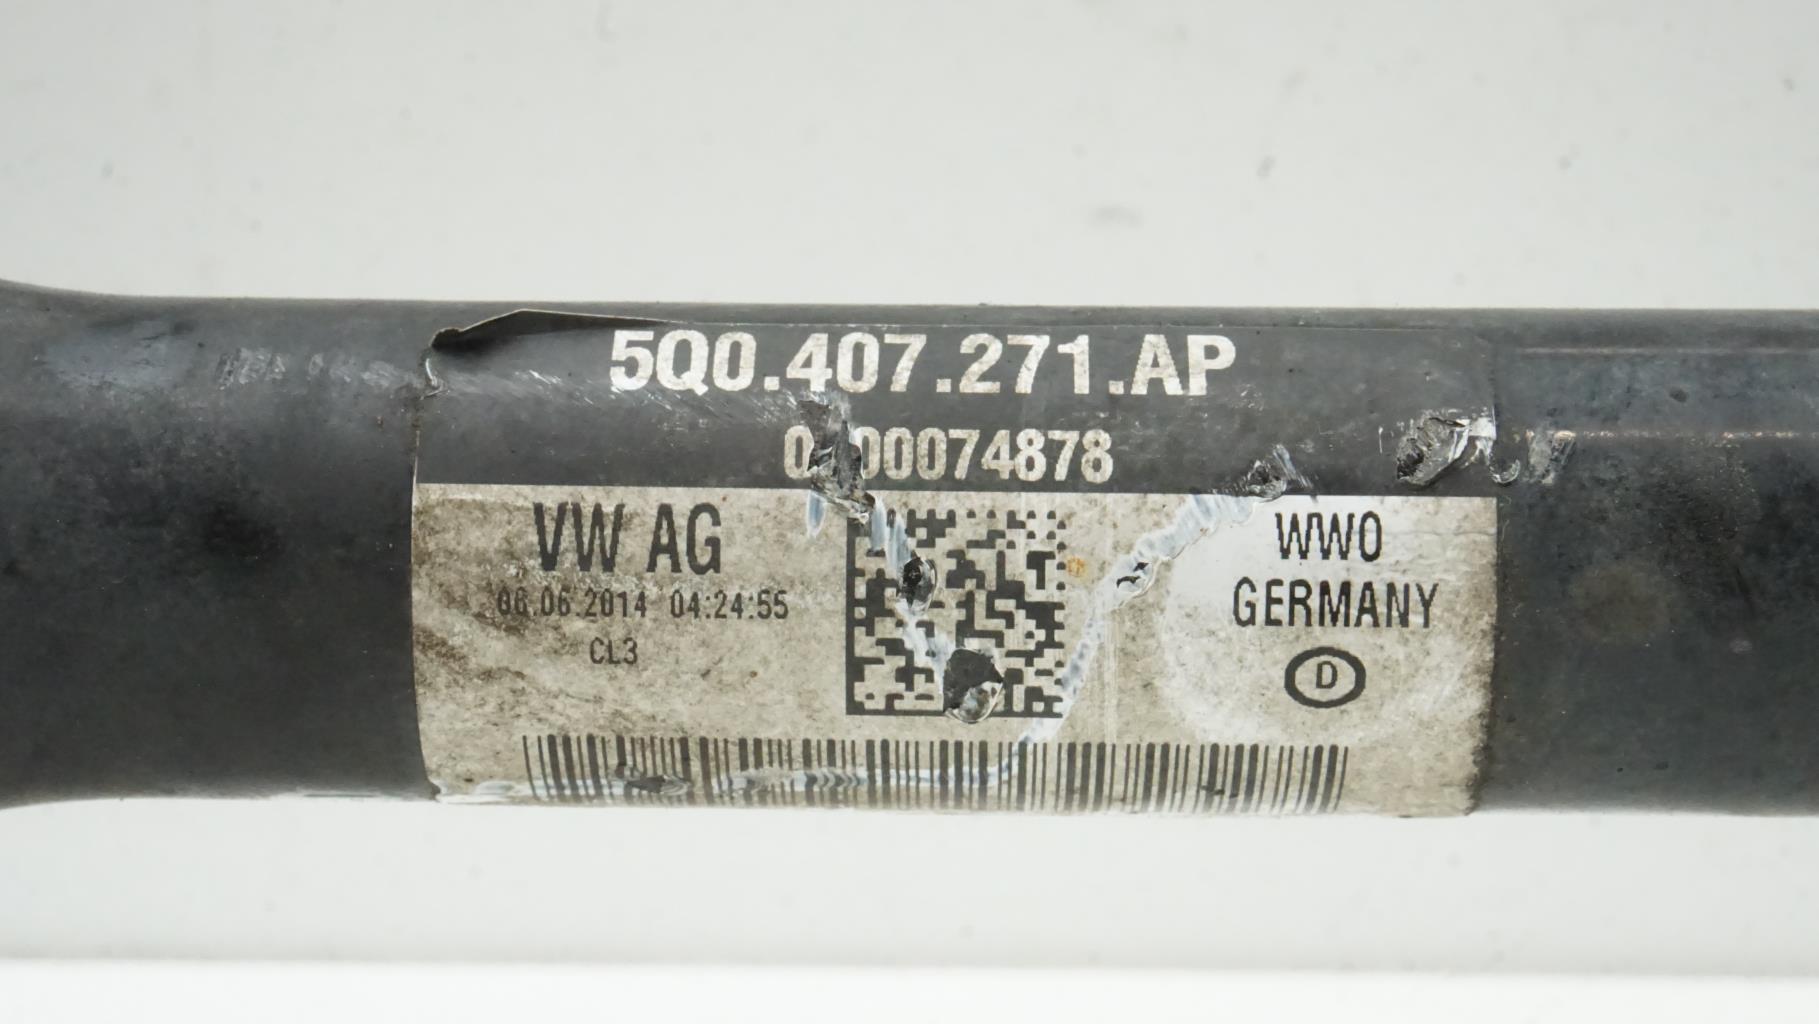 5Q0.407.271.AP
VW AG
06.06.2014 04:24:55
CL3
WWO
GERMANY
D